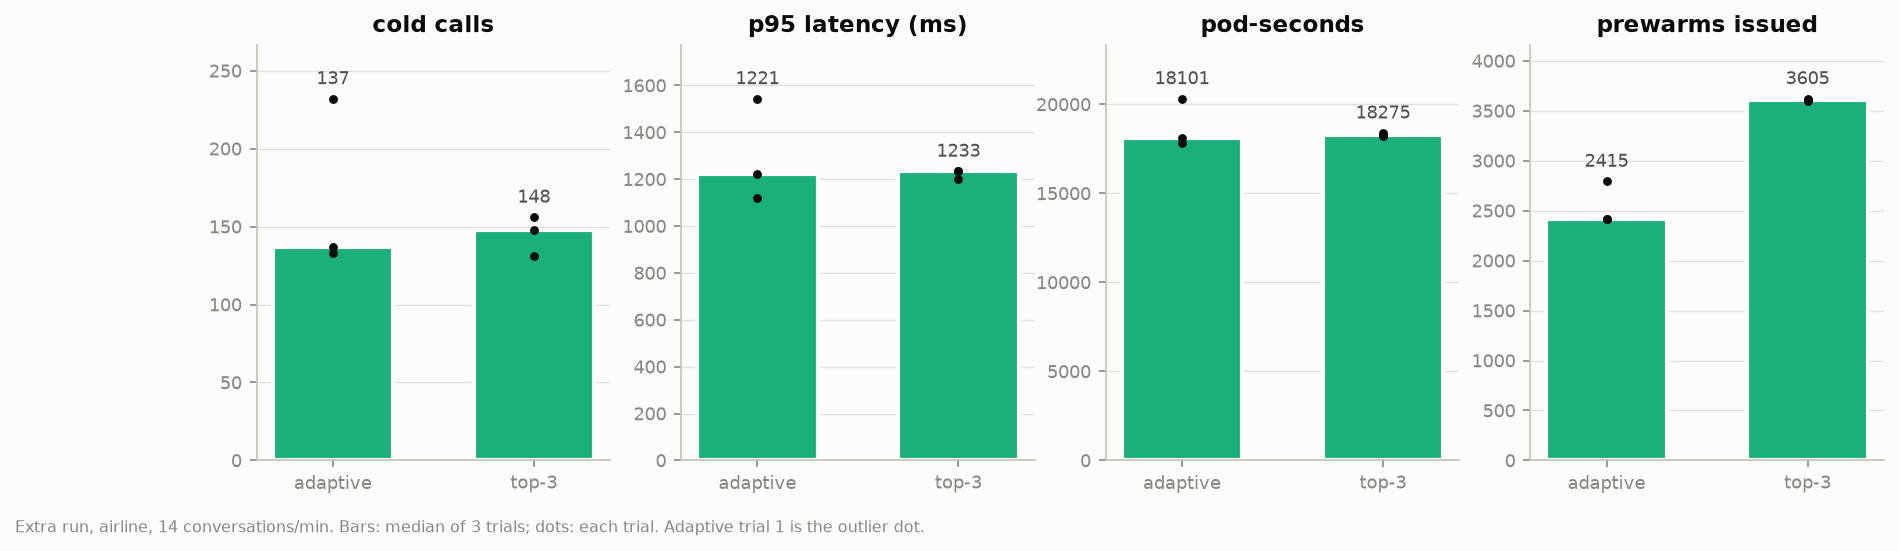 cold calls
250
200
150
100
50
0
137
148
adaptive
top-3
p95 latency (ms)
1600
1400
1200
1000
800
600
400
200
0
1221
1233
adaptive
top-3
pod-seconds
20000
15000
10000
5000
0
18101
18275
adaptive
top-3
prewarms issued
4000
3500
3000
2500
2000
1500
1000
500
0
2415
3605
adaptive
top-3
Extra run, airline, 14 conversations/min. Bars: median of 3 trials; dots: each trial. Adaptive trial 1 is the outlier dot.